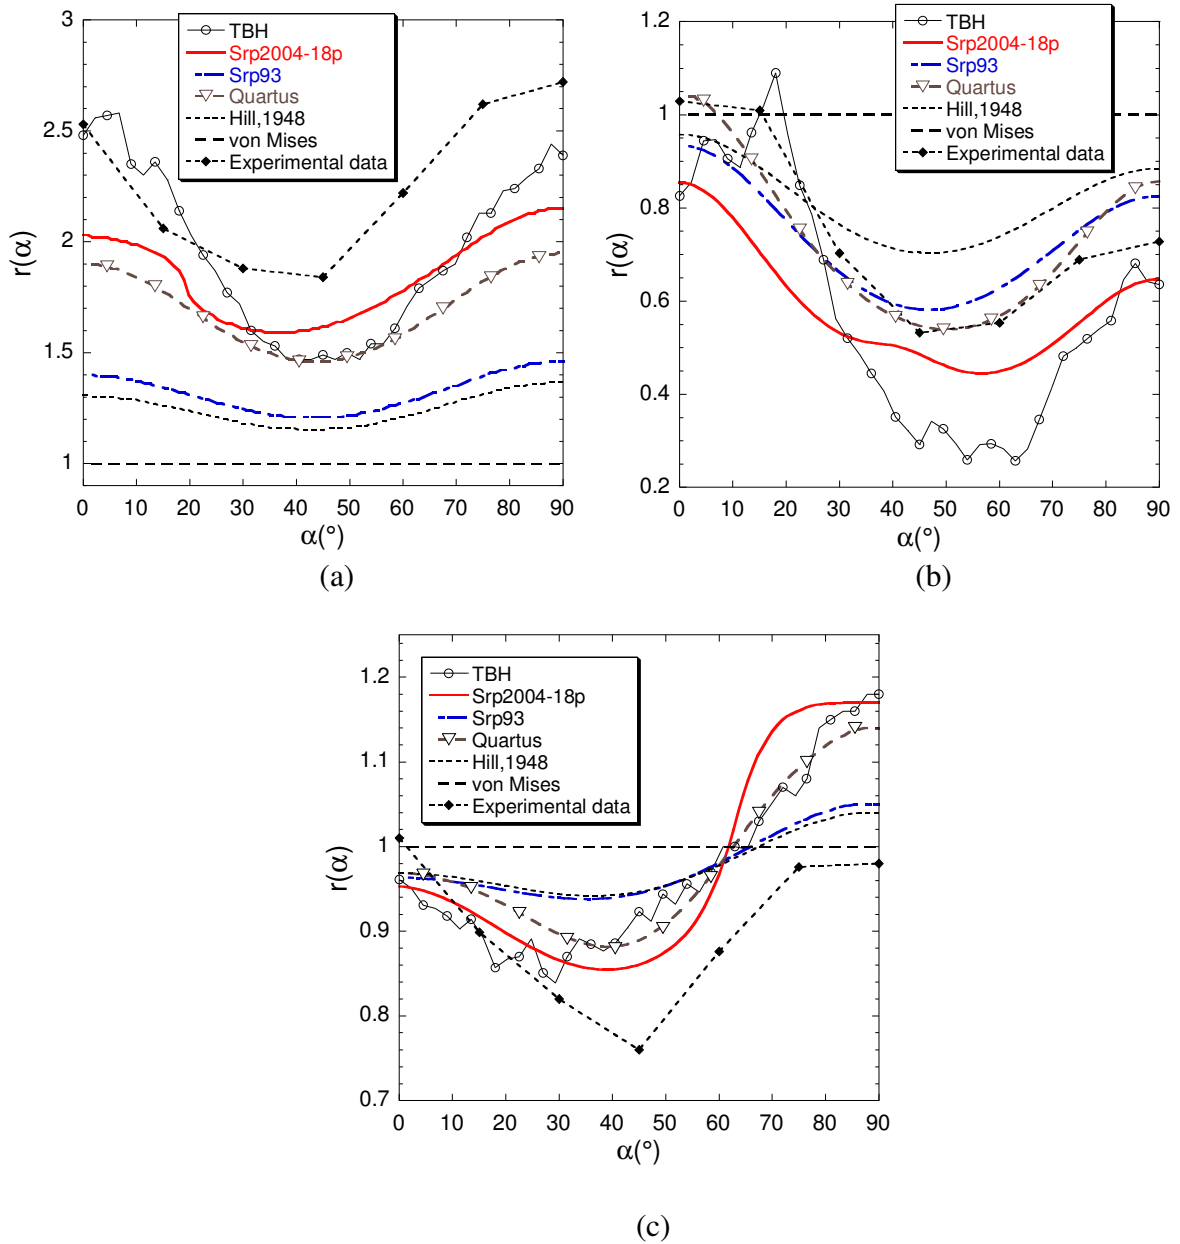 3
2.5
2
1.5
1
r(α)
0 10 20 30 40 50 60 70 80 90
α(°)
TBH
Srp2004-18p
Srp93
Quartus
Hill,1948
von Mises
Experimental data
(a)
1.2
1
0.8
0.6
0.4
0.2
r(α)
0 10 20 30 40 50 60 70 80 90
α(°)
TBH
Srp2004-18p
Srp93
Quartus
Hill,1948
von Mises
Experimental data
(b)
1.2
1.1
1
0.9
0.8
0.7
r(α)
0 10 20 30 40 50 60 70 80 90
α(°)
TBH
Srp2004-18p
Srp93
Quartus
Hill,1948
von Mises
Experimental data
(c)